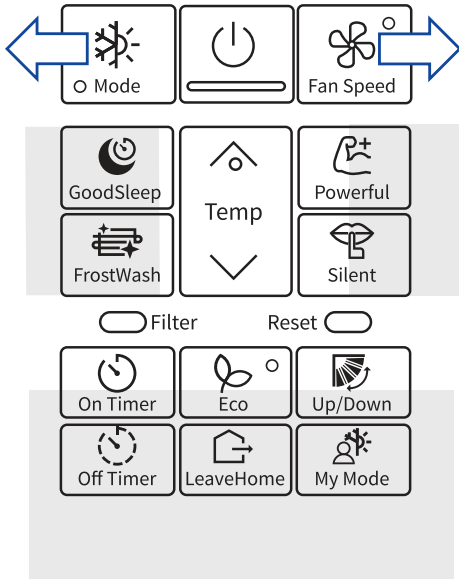 Mode
Fan Speed
GoodSleep
Temp
Powerful
FrostWash
Silent
Filter
Reset
On Timer
Eco
Up/Down
Off Timer
LeaveHome
My Mode